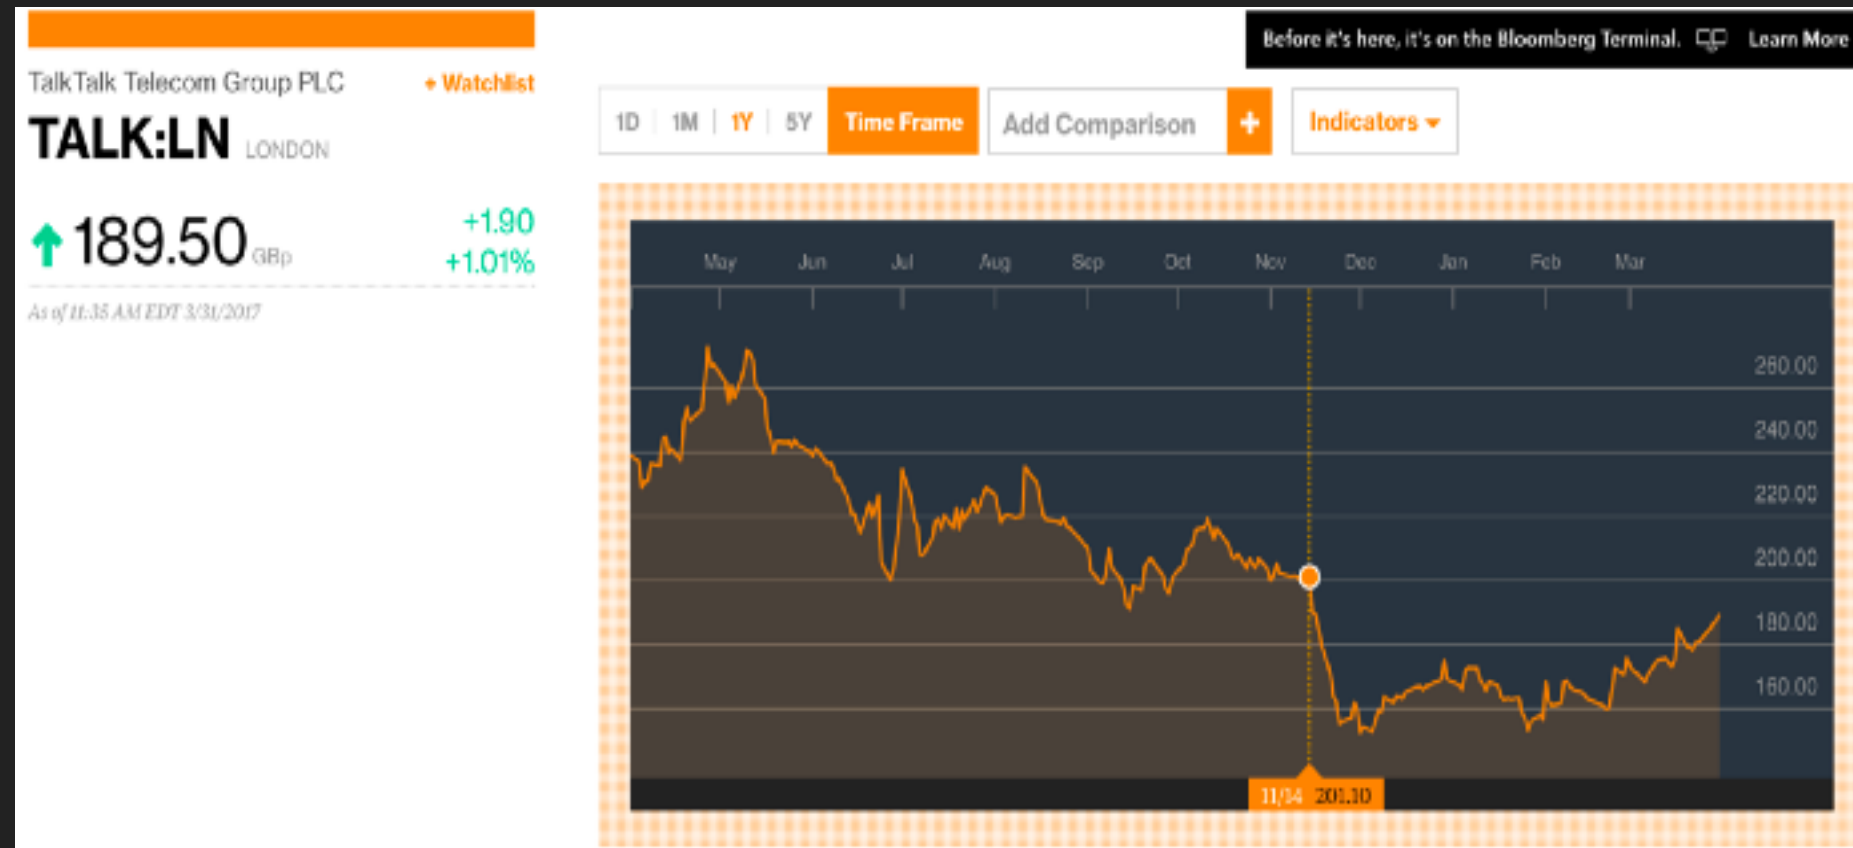 Before it's here, it's on the Bloomberg Terminal. Learn More
TalkTalk Telecom Group PLC + Watchlist
TALK:LN LONDON
189.50 GBp
+1.90
+1.01%
As of 11:35 AM EDT 3/31/2017
1D 1M 1Y 5Y Time Frame Add Comparison + Indicators
May Jun Jul Aug Sep Oct Nov Dec Jan Feb Mar
260.00
240.00
220.00
200.00
180.00
160.00
11/14 201.10